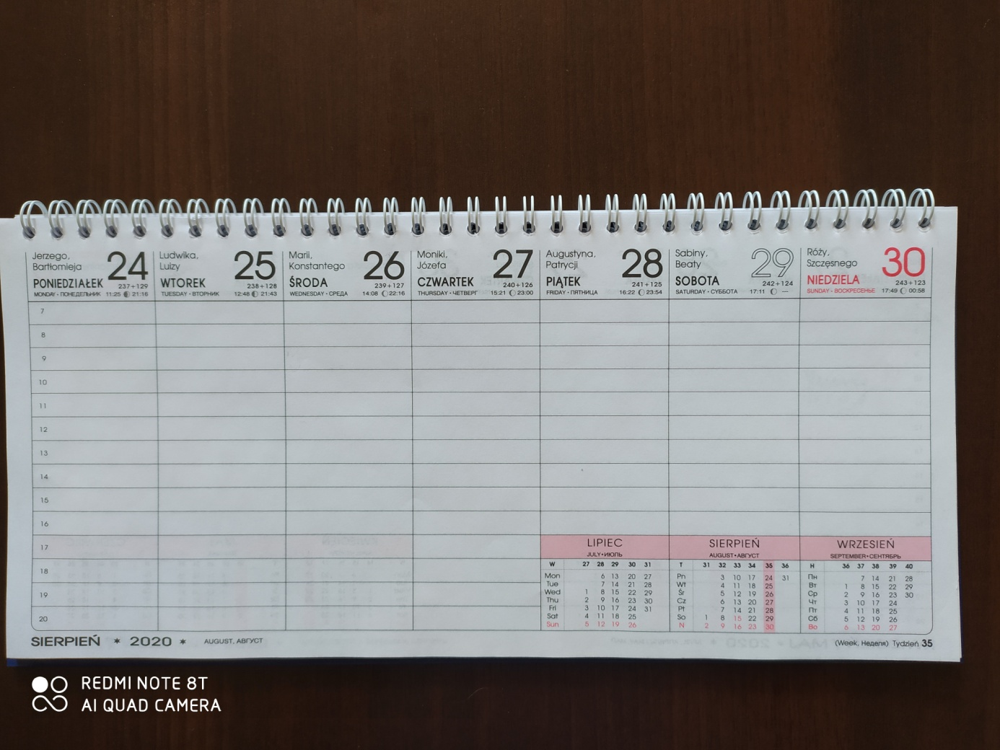 Jerzego,
Bartłomieja
24
PONIEDZIAŁEK
237+129
MONDAY • ПОНЕДЕЛЬНИК 11:25 21:16
Ludwika,
Luizy
25
WTOREK
238+128
TUESDAY • ВТОРНИК 12:48 21:43
Marii,
Konstantego
26
ŚRODA
239+127
WEDNESDAY • СРЕДА 14:08 22:16
Moniki,
Józefa
27
CZWARTEK
240+126
THURSDAY • ЧЕТВЕРГ 15:21 23:00
Augustyna,
Patrycji
28
PIĄTEK
241+125
FRIDAY • ПЯТНИЦА 16:22 23:54
Sabiny,
Beaty
29
SOBOTA
242+124
SATURDAY • СУББОТА 17:11 —
Róży,
Szczęsnego
30
NIEDZIELA
243+123
SUNDAY • ВОСКРЕСЕНЬЕ 17:49 00:58
7
8
9
10
11
12
13
14
15
16
17
18
19
20
LIPIEC
JULY•ИЮЛЬ
W 27 28 29 30 31
Mon 6 13 20 27
Tue 7 14 21 28
Wed 1 8 15 22 29
Thu 2 9 16 23 30
Fri 3 10 17 24 31
Sat 4 11 18 25
Sun 5 12 19 26
SIERPIEŃ
AUGUST•АВГУСТ
T 31 32 33 34 35 36
Pn 3 10 17 24 31
Wt 4 11 18 25
Śr 5 12 19 26
Cz 6 13 20 27
Pt 7 14 21 28
So 1 8 15 22 29
N 2 9 16 23 30
WRZESIEŃ
SEPTEMBER•СЕНТЯБРЬ
Н 36 37 38 39 40
Пн 7 14 21 28
Вт 1 8 15 22 29
Ср 2 9 16 23 30
Чт 3 10 17 24
Пт 4 11 18 25
Сб 5 12 19 26
Во 6 13 20 27
SIERPIEŃ * 2020 * AUGUST, АВГУСТ
(Week, Неделя) Tydzień 35
REDMI NOTE 8T
AI QUAD CAMERA